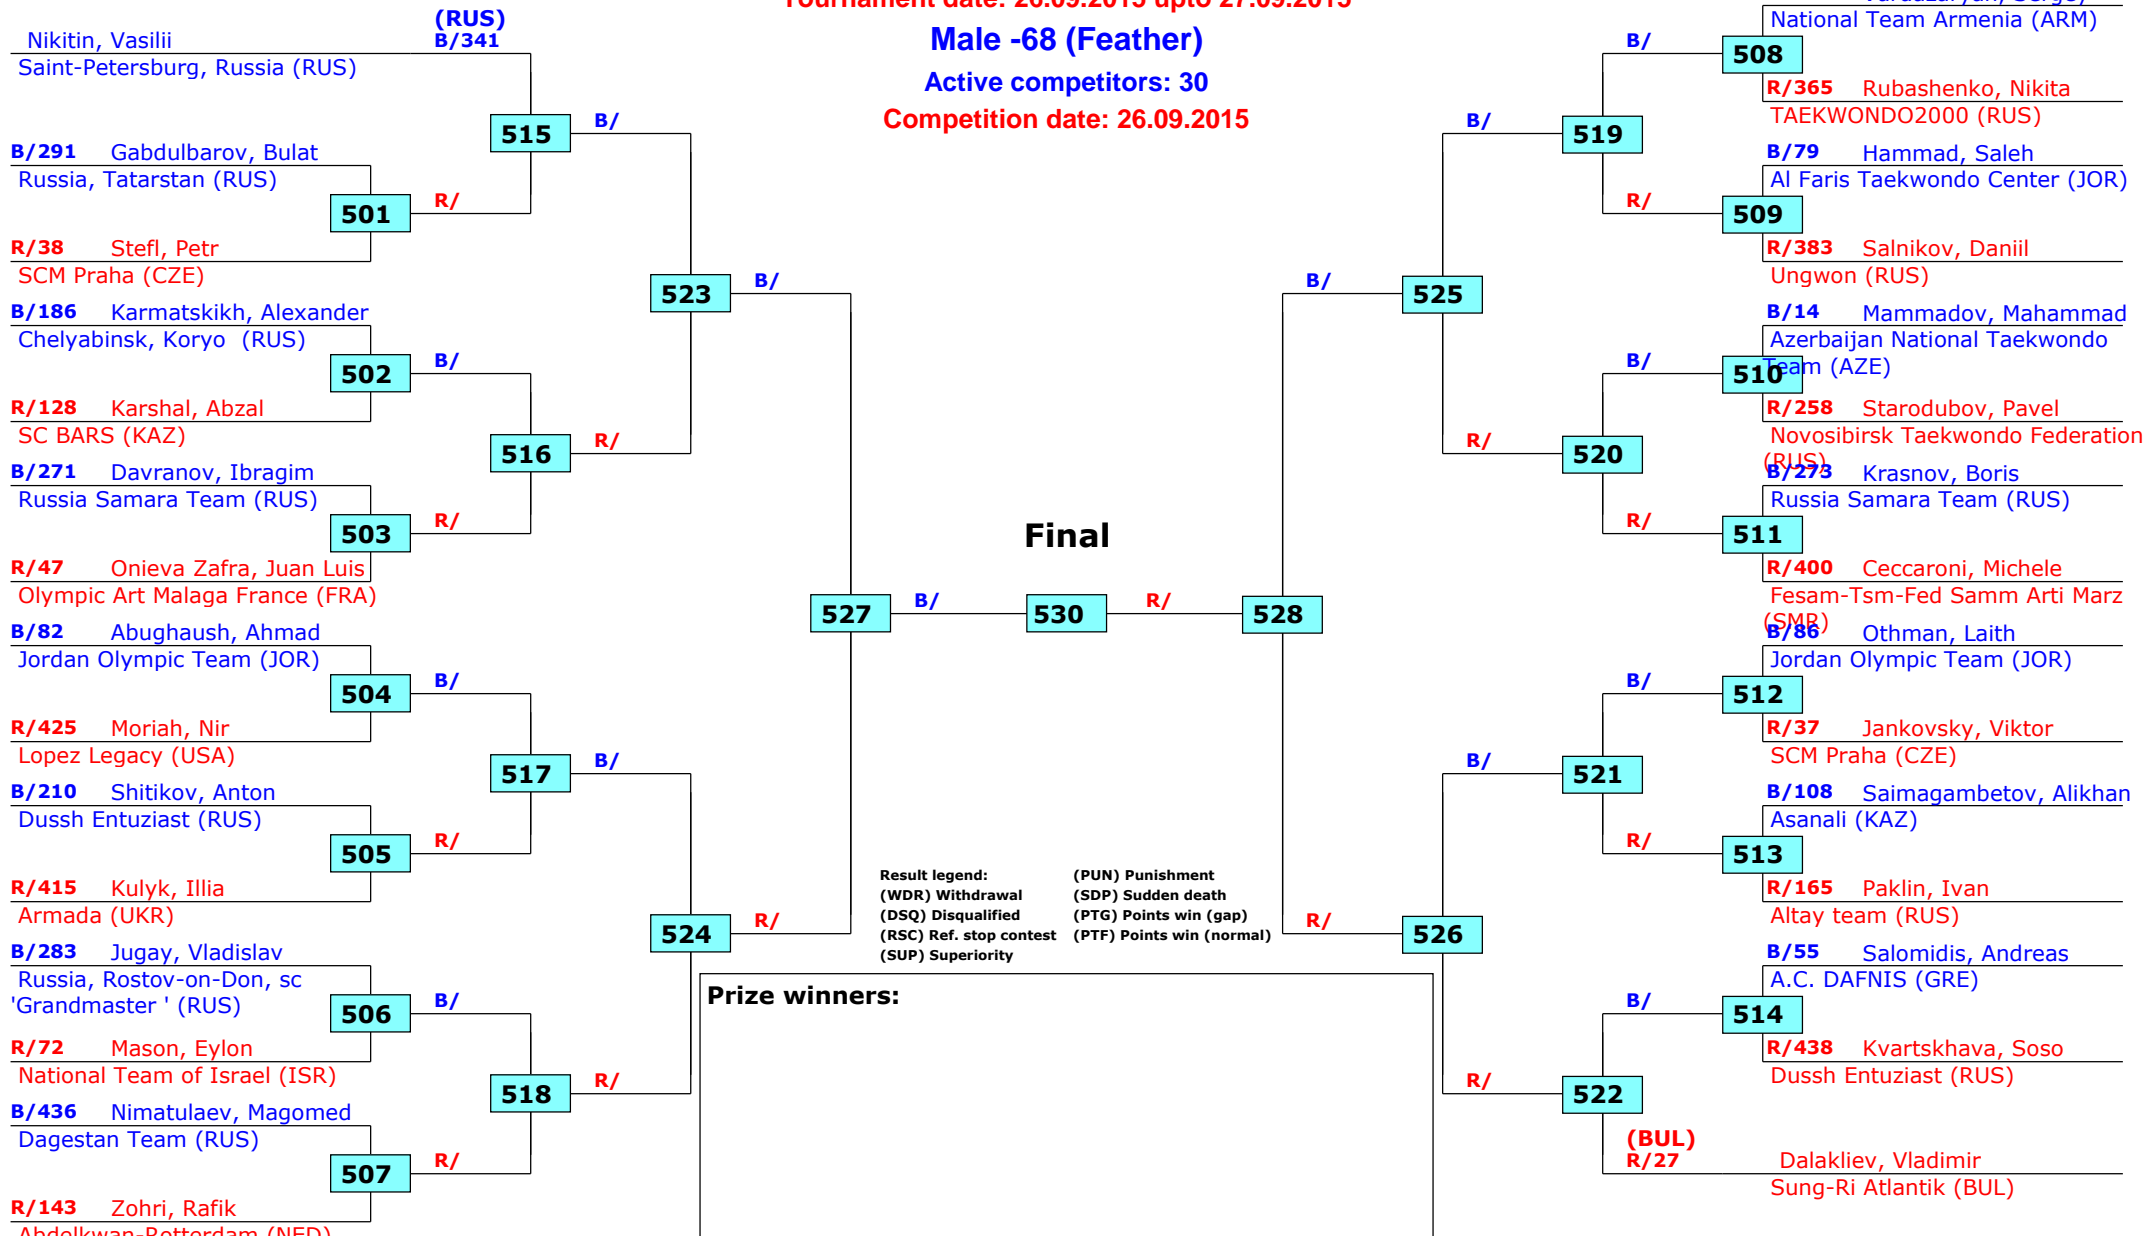 Tournament date: 26.09.2015 upto 27.09.2015
Male -68 (Feather)
Active competitors: 30
Competition date: 26.09.2015
(RUS)
Nikitin, Vasilii B/341
Saint-Petersburg, Russia (RUS)
515 B/
B/291 Gabdulbarov, Bulat
Russia, Tatarstan (RUS)
501 R/
R/38 Stefl, Petr
SCM Praha (CZE)
523 B/
B/186 Karmatskikh, Alexander
Chelyabinsk, Koryo (RUS)
502 B/
R/128 Karshal, Abzal
SC BARS (KAZ)
516 R/
B/271 Davranov, Ibragim
Russia Samara Team (RUS)
503 R/
R/47 Onieva Zafra, Juan Luis
Olympic Art Malaga France (FRA)
B/82 Abughaush, Ahmad
Jordan Olympic Team (JOR)
504 B/
R/425 Moriah, Nir
Lopez Legacy (USA)
517 B/
B/210 Shitikov, Anton
Dussh Entuziast (RUS)
505 R/
R/415 Kulyk, Illia
Armada (UKR)
524 R/
B/283 Jugay, Vladislav
Russia, Rostov-on-Don, sc
'Grandmaster ' (RUS)
506 B/
R/72 Mason, Eylon
National Team of Israel (ISR)
518 R/
B/436 Nimatulaev, Magomed
Dagestan Team (RUS)
507 R/
R/143 Zohri, Rafik
Abdelkwan-Rotterdam (NED)
Final
527 B/ 530 R/ 528
Result legend: (PUN) Punishment
(WDR) Withdrawal (SDP) Sudden death
(DSQ) Disqualified (PTG) Points win (gap)
(RSC) Ref. stop contest (PTF) Points win (normal)
(SUP) Superiority
Prize winners:
National Team Armenia (ARM)
B/ 508
R/365 Rubashenko, Nikita
TAEKWONDO2000 (RUS)
B/ 519
B/79 Hammad, Saleh
Al Faris Taekwondo Center (JOR)
R/ 509
R/383 Salnikov, Daniil
Ungwon (RUS)
B/ 525
B/14 Mammadov, Mahammad
Azerbaijan National Taekwondo
Team (AZE)
B/ 510
R/258 Starodubov, Pavel
Novosibirsk Taekwondo Federation
(RUS)
R/ 520
B/273 Krasnov, Boris
Russia Samara Team (RUS)
R/ 511
R/400 Ceccaroni, Michele
Fesam-Tsm-Fed Samm Arti Marz
(SMR)
B/86 Othman, Laith
Jordan Olympic Team (JOR)
B/ 512
R/37 Jankovsky, Viktor
SCM Praha (CZE)
B/ 521
B/108 Saimagambetov, Alikhan
Asanali (KAZ)
R/ 513
R/165 Paklin, Ivan
Altay team (RUS)
R/ 526
B/55 Salomidis, Andreas
A.C. DAFNIS (GRE)
B/ 514
R/438 Kvartskhava, Soso
Dussh Entuziast (RUS)
R/ 522
(BUL)
R/27 Dalakliev, Vladimir
Sung-Ri Atlantik (BUL)